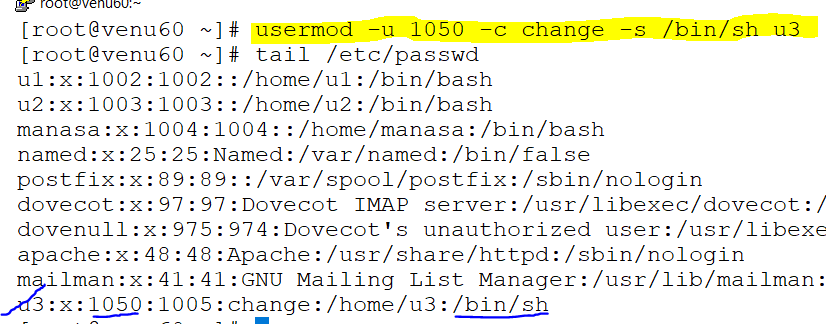 root@venu60:~
[root@venu60 ~]# usermod -u 1050 -c change -s /bin/sh u3
[root@venu60 ~]# tail /etc/passwd
u1:x:1002:1002::/home/u1:/bin/bash
u2:x:1003:1003::/home/u2:/bin/bash
manasa:x:1004:1004::/home/manasa:/bin/bash
named:x:25:25:Named:/var/named:/bin/false
postfix:x:89:89::/var/spool/postfix:/sbin/nologin
dovecot:x:97:97:Dovecot IMAP server:/usr/libexec/dovecot:/
dovenull:x:975:974:Dovecot's unauthorized user:/usr/libexe
apache:x:48:48:Apache:/usr/share/httpd:/sbin/nologin
mailman:x:41:41:GNU Mailing List Manager:/usr/lib/mailman:
u3:x:1050:1005:change:/home/u3:/bin/sh
[root@venu60 ~]#